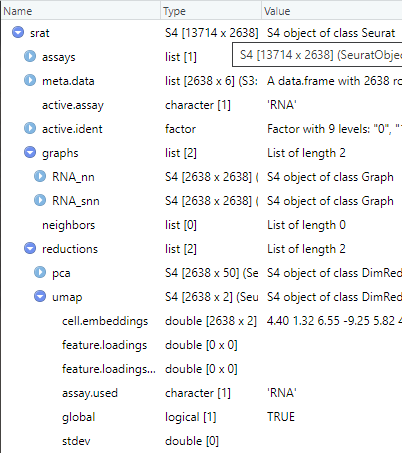 Name Type Value
srat S4 [13714 x 2638] S4 object of class Seurat
assays list [1] S4 [13714 x 2638] (SeuratObjec
meta.data list [2638 x 6] (S3: A data.frame with 2638 ro
active.assay character [1] 'RNA'
active.ident factor Factor with 9 levels: "0", "
graphs list [2] List of length 2
RNA_nn S4 [2638 x 2638] ( S4 object of class Graph
RNA_snn S4 [2638 x 2638] ( S4 object of class Graph
neighbors list [0] List of length 0
reductions list [2] List of length 2
pca S4 [2638 x 50] (Se S4 object of class DimRed
umap S4 [2638 x 2] (Seu S4 object of class DimRed
cell.embeddings double [2638 x 2] 4.40 1.32 6.55 -9.25 5.82 4
feature.loadings double [0 x 0]
feature.loadings... double [0 x 0]
assay.used character [1] 'RNA'
global logical [1] TRUE
stdev double [0]